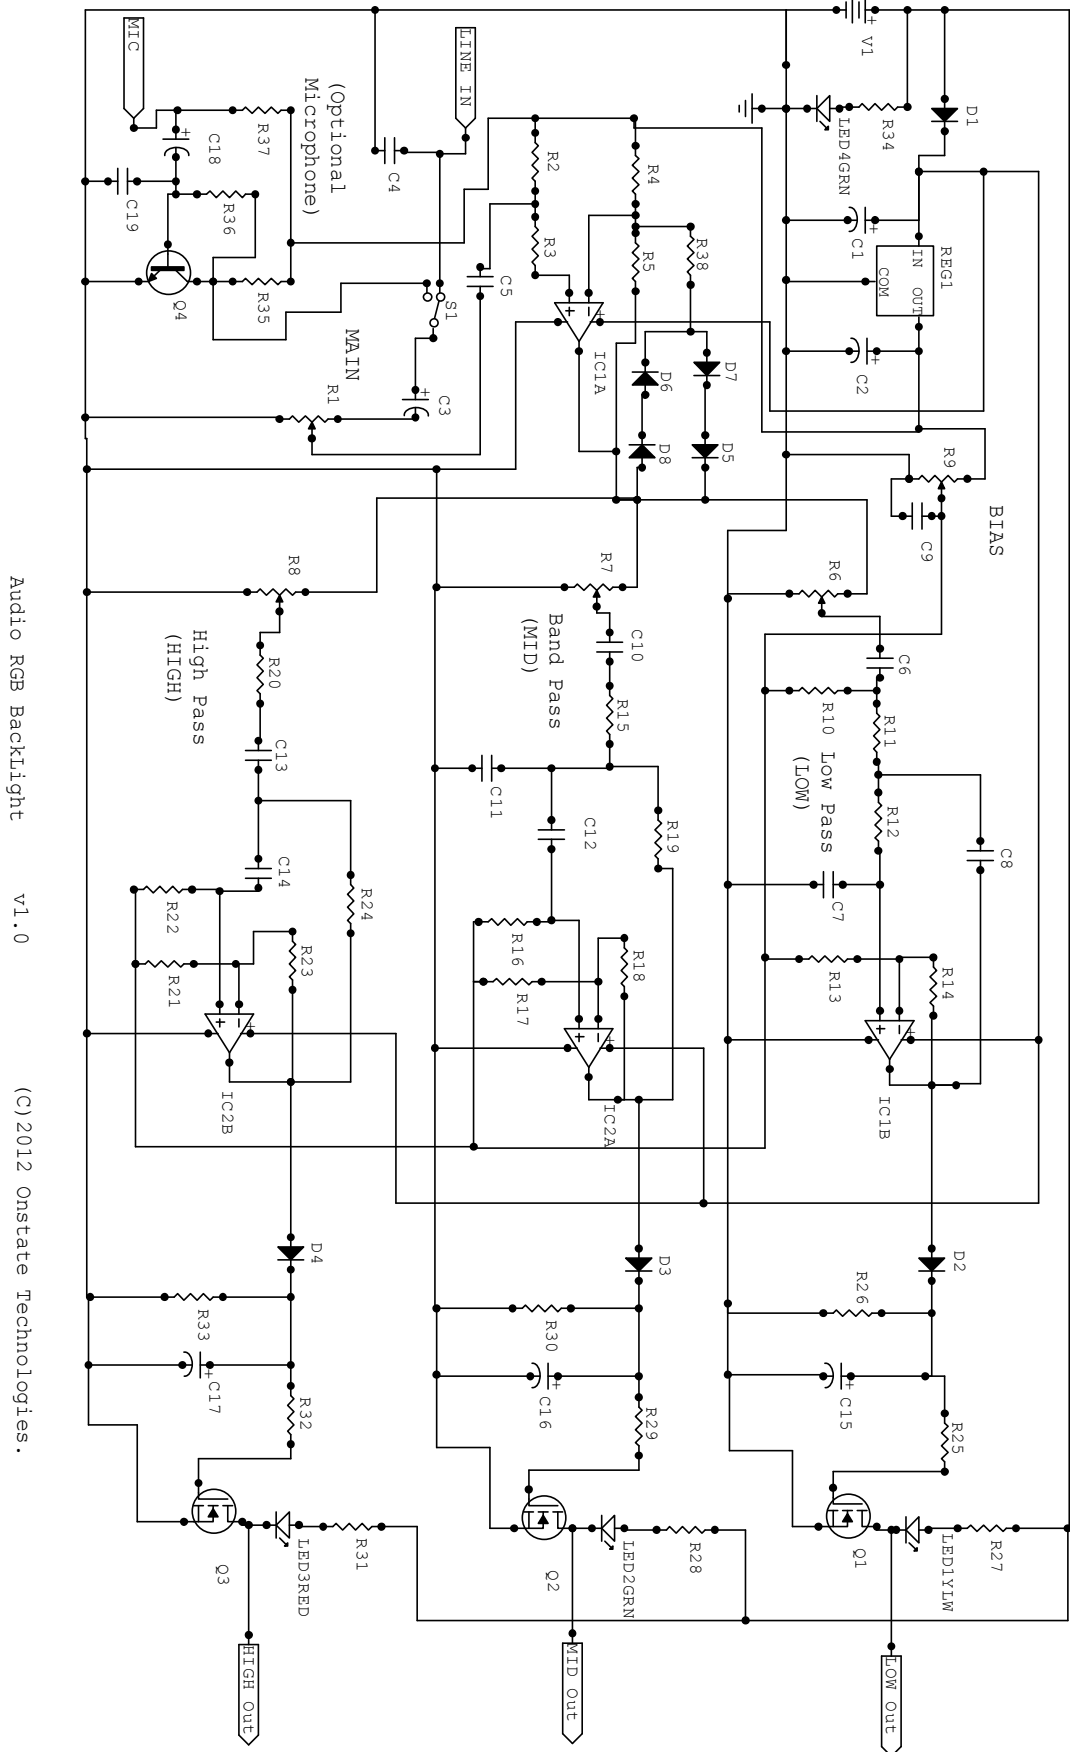 V1
R34
LED4GRN
D1
C1
REG1
IN
OUT
COM
C2
R9
BIAS
C9
LINE IN
C4
R2
R3
R4
R5
R38
C5
IC1A
D7
D6
D5
D8
S1
MAIN
C3
R1
MIC
(Optional
Microphone)
R37
C18
C19
R36
R35
Q4
R6
C6
R10
R11
R12
Low Pass
(LOW)
C7
C8
R13
R14
IC1B
D2
R26
C15
R25
Q1
LED1YLW
R27
LOW Out
R7
C10
R15
Band Pass
(MID)
C11
C12
R19
R16
R17
R18
IC2A
D3
R30
C16
R29
Q2
LED2GRN
R28
MID Out
R8
R20
High Pass
(HIGH)
C13
C14
R24
R22
R21
R23
IC2B
D4
R33
C17
R32
Q3
LED3RED
R31
HIGH Out
Audio RGB BackLight v1.0 (C)2012 Onstate Technologies.